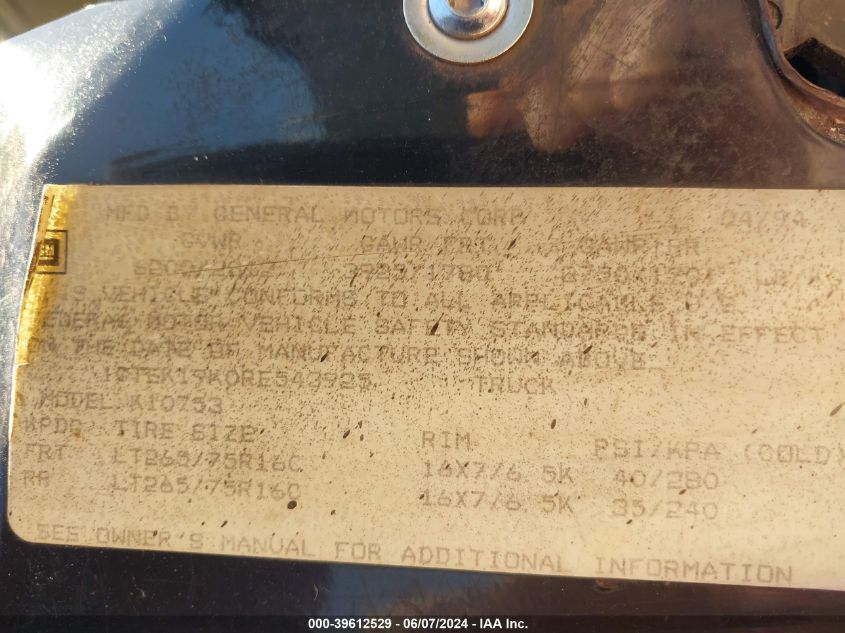 MFD BY GENERAL MOTORS CORP 04/94
GM
GVWR GAWR FRT GAWR RR
VEHICLE CONFORMS TO ALL APPLICABLE U.S.
FEDERAL MOTOR VEHICLE SAFETY STANDARDS IN EFFECT
ON THE DATE OF MANUFACTURE SHOWN ABOVE
TRUCK
MODEL K10753
TIRE SIZE RIM PSI/KPA (COLD)
FRT LT265/75R16C 16X7/6.5K 40/280
RR LT265/75R16C 16X7/6.5K 35/240
SEE OWNER'S MANUAL FOR ADDITIONAL INFORMATION
000-39612529 - 06/07/2024 - IAA Inc.